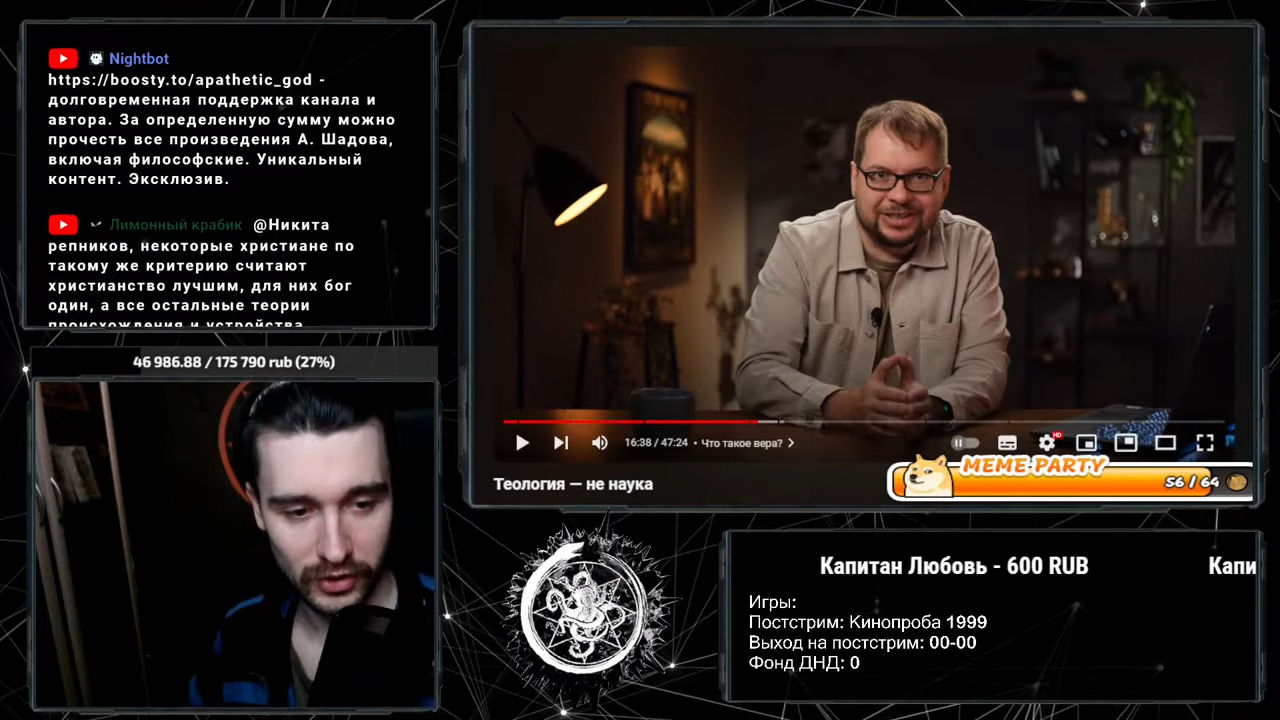 Nightbot
https://boosty.to/apathetic_god -
долговременная поддержка канала и
автора. За определенную сумму можно
прочесть все произведения А. Шадова,
включая философские. Уникальный
контент. Эксклюзив.
Лимонный крабик @Никита
репников, некоторые христиане по
такому же критерию считают
христианство лучшим, для них бог
один, а все остальные теории
происхождения и устройства
46 986.88 / 175 790 rub (27%)
16:38 / 47:24 • Что такое вера?
HD
Теология — не наука
MEME PARTY
56 / 64
Капитан Любовь - 600 RUB
Капи
Игры:
Постстрим: Кинопроба 1999
Выход на постстрим: 00-00
Фонд ДНД: 0